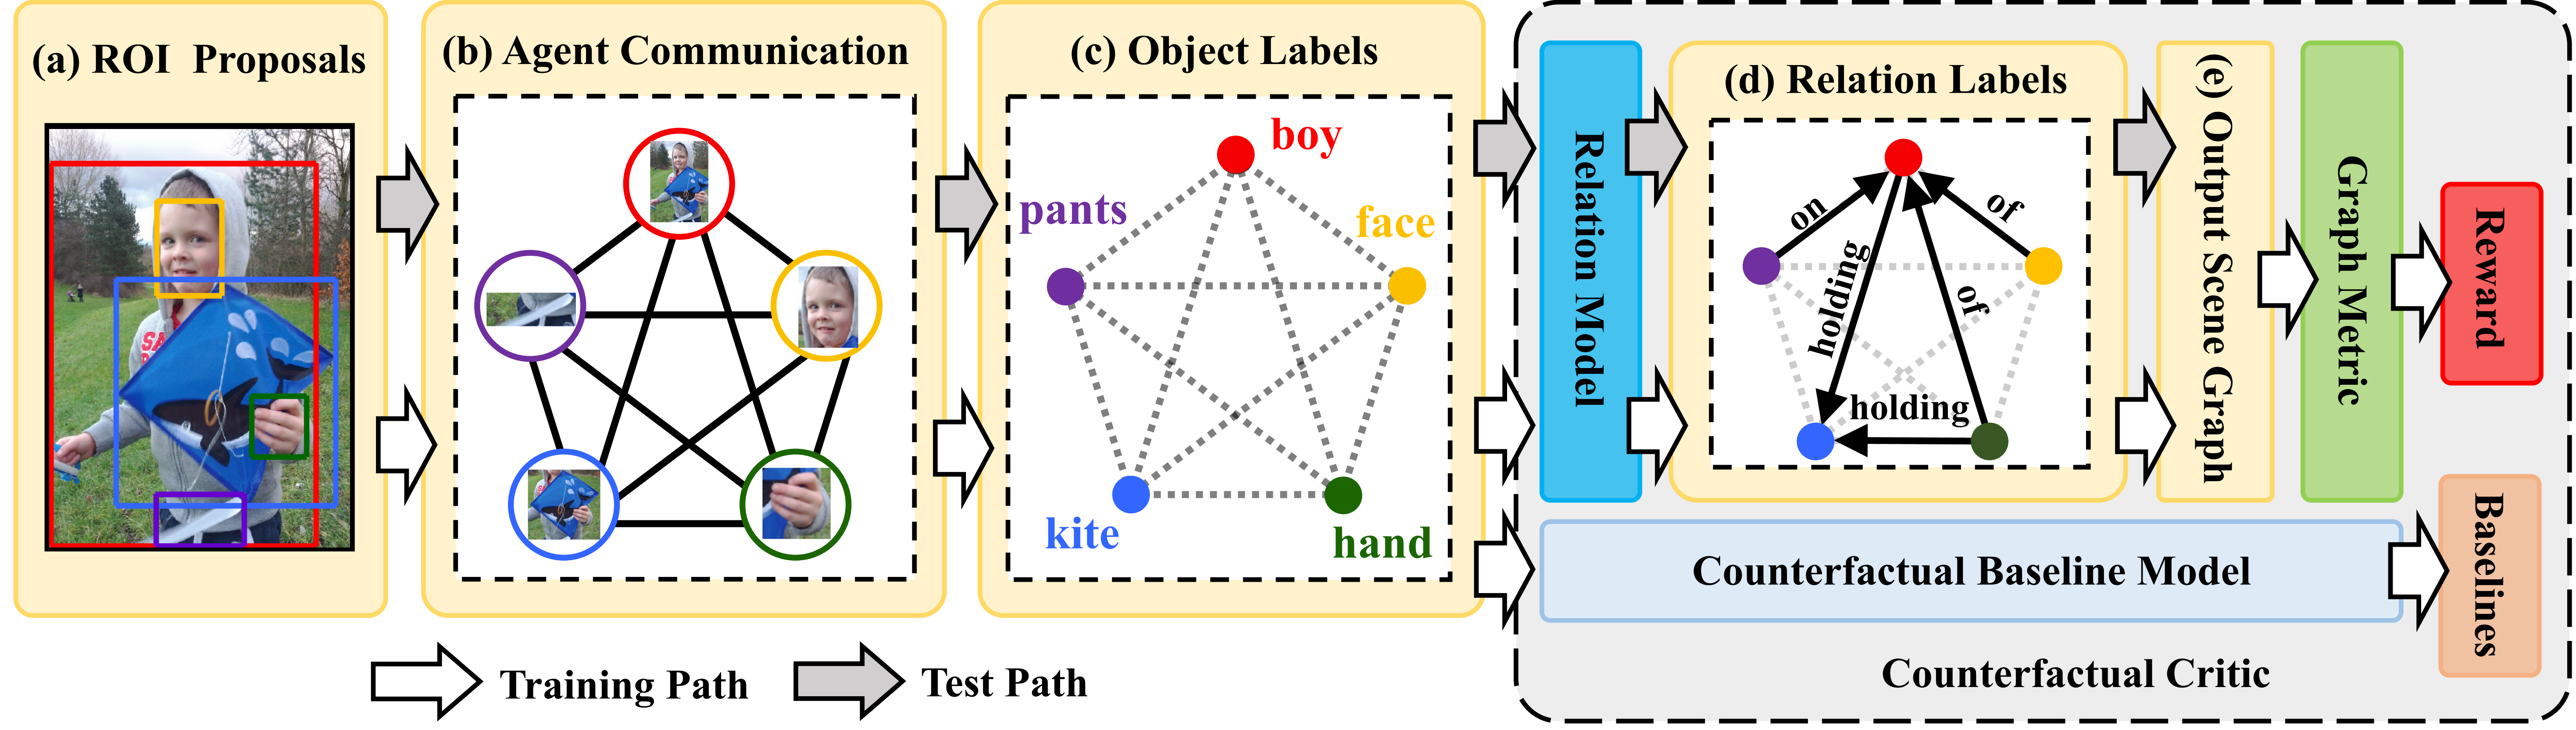 (a) ROI Proposals
(b) Agent Communication
(c) Object Labels
boy
pants
face
kite
hand
Relation Model
(d) Relation Labels
on
of
holding
of
holding
(e) Output Scene Graph
Graph Metric
Reward
Counterfactual Baseline Model
Baselines
Counterfactual Critic
Training Path
Test Path